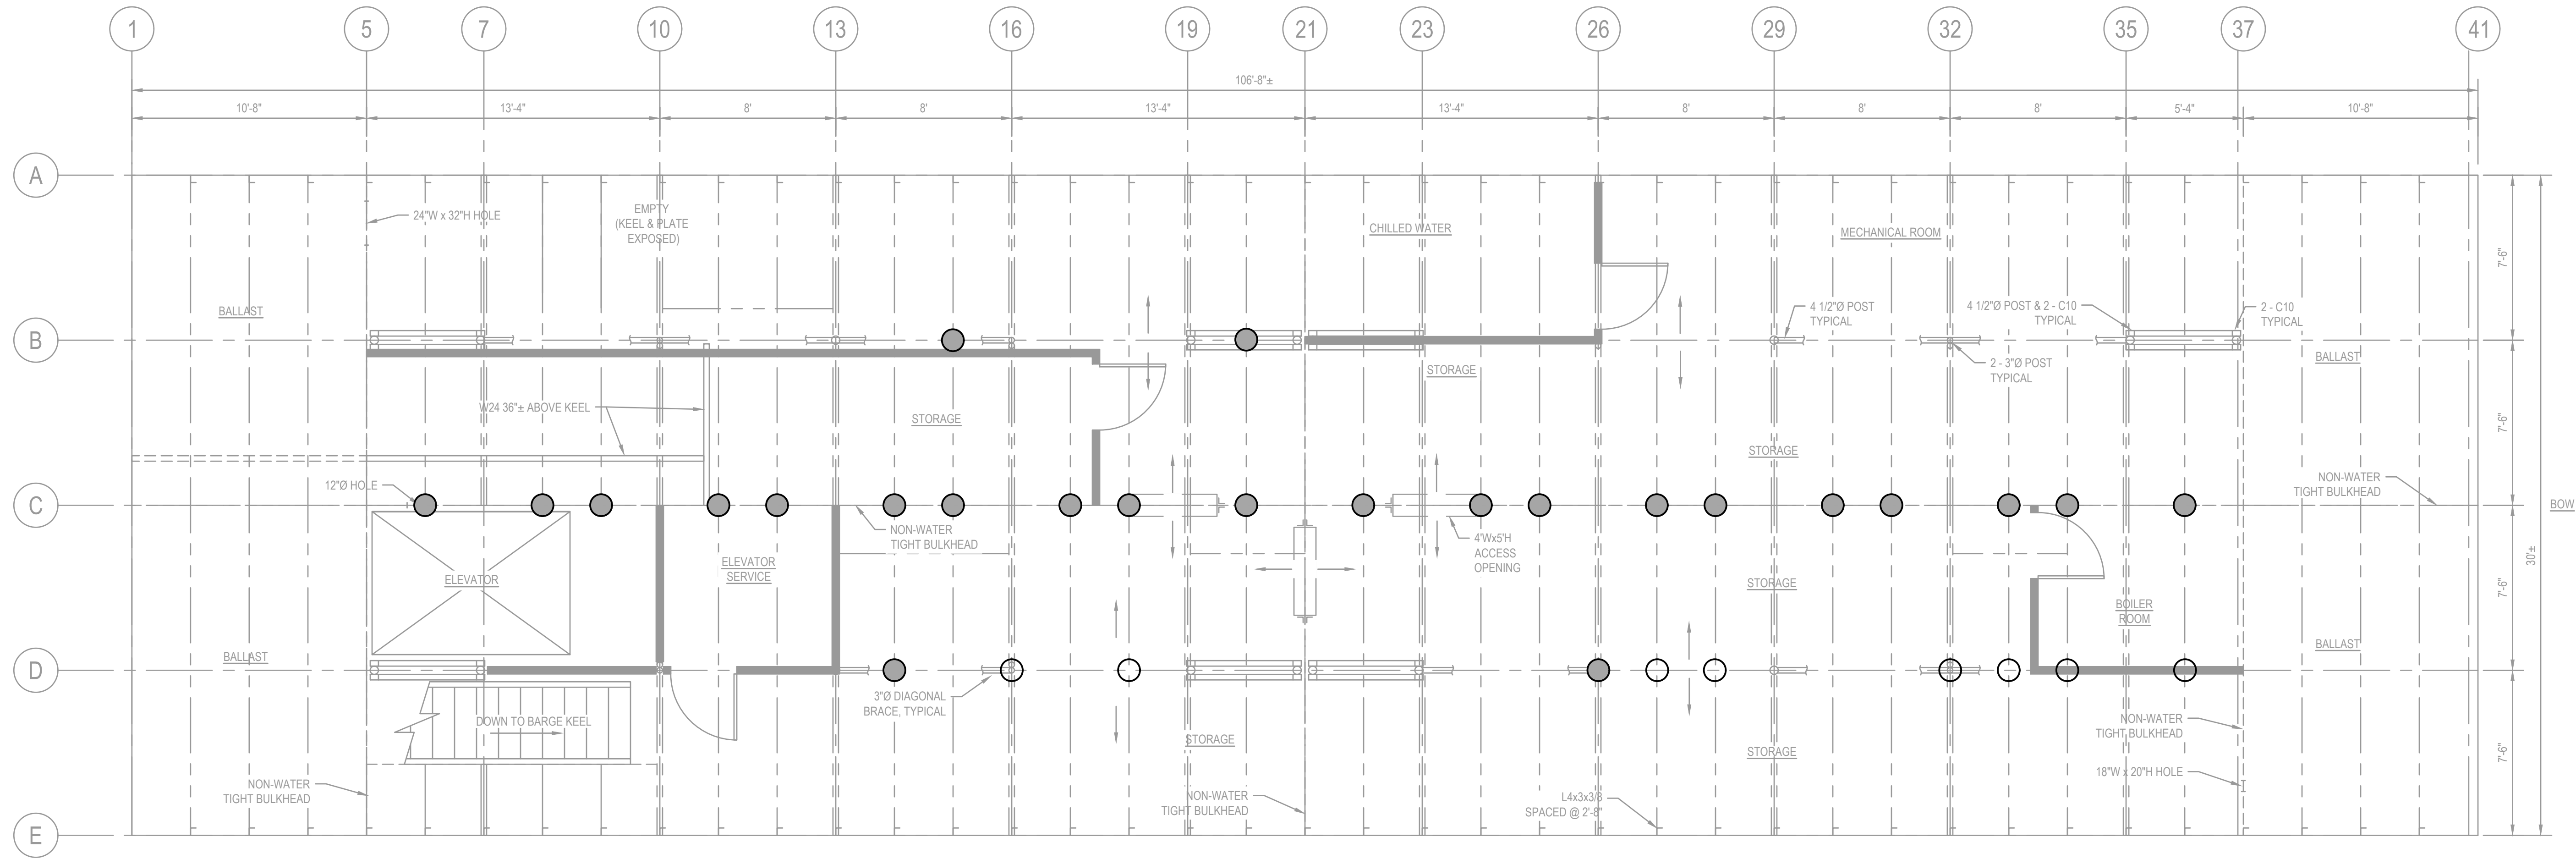 1 5 7 10 13 16 19 21 23 26 29 32 35 37 41
106'-8"±
10'-8" 13'-4" 8' 8' 13'-4" 13'-4" 8' 8' 8' 5'-4" 10'-8"
A
24"W x 32"H HOLE
EMPTY
(KEEL & PLATE
EXPOSED)
CHILLED WATER
MECHANICAL ROOM
7'-6"
BALLAST
4 1/2"Ø POST
TYPICAL
4 1/2"Ø POST & 2 - C10
TYPICAL
2 - C10
TYPICAL
B
2 - 3"Ø POST
TYPICAL
BALLAST
STORAGE
W24 36"± ABOVE KEEL
STORAGE
7'-6"
STORAGE
12"Ø HOLE
NON-WATER
TIGHT BULKHEAD
C
BOW
NON-WATER
TIGHT BULKHEAD
4'Wx5'H
ACCESS
OPENING
30'±
ELEVATOR
ELEVATOR
SERVICE
STORAGE
7'-6"
BOILER
ROOM
BALLAST
BALLAST
D
3"Ø DIAGONAL
BRACE, TYPICAL
DOWN TO BARGE KEEL
STORAGE
STORAGE
NON-WATER
TIGHT BULKHEAD
7'-6"
NON-WATER
TIGHT BULKHEAD
NON-WATER
TIGHT BULKHEAD
L4x3x3/8
SPACED @ 2'-8"
18"W x 20"H HOLE
E